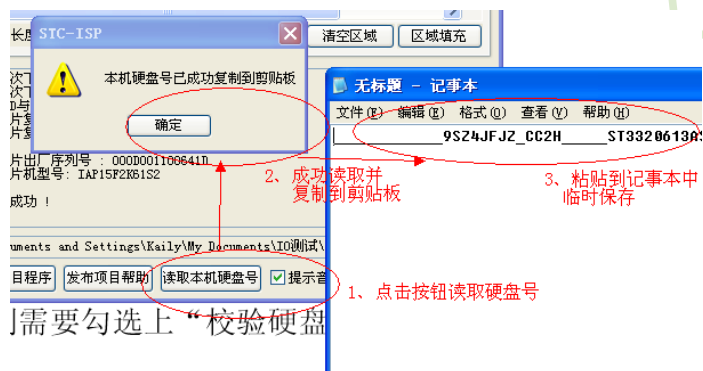 长度
STC-ISP
清空区域
区域填充
本机硬盘号已成功复制到剪贴板
确定
无标题 - 记事本
文件(F) 编辑(E) 格式(O) 查看(V) 帮助(H)
9SZ4JFJZ_CC2H_____ST3320613AS
片出厂序列号 : 000D001100641D
片机型号: IAP15F2K61S2
成功 !
2、成功读取并
复制到剪贴板
3、粘贴到记事本中
临时保存
uments and Settings\Kaily\My Documents\IO测试\
目程序
发布项目帮助
读取本机硬盘号
提示音
1、点击按钮读取硬盘号
需要勾选上“校验硬盘